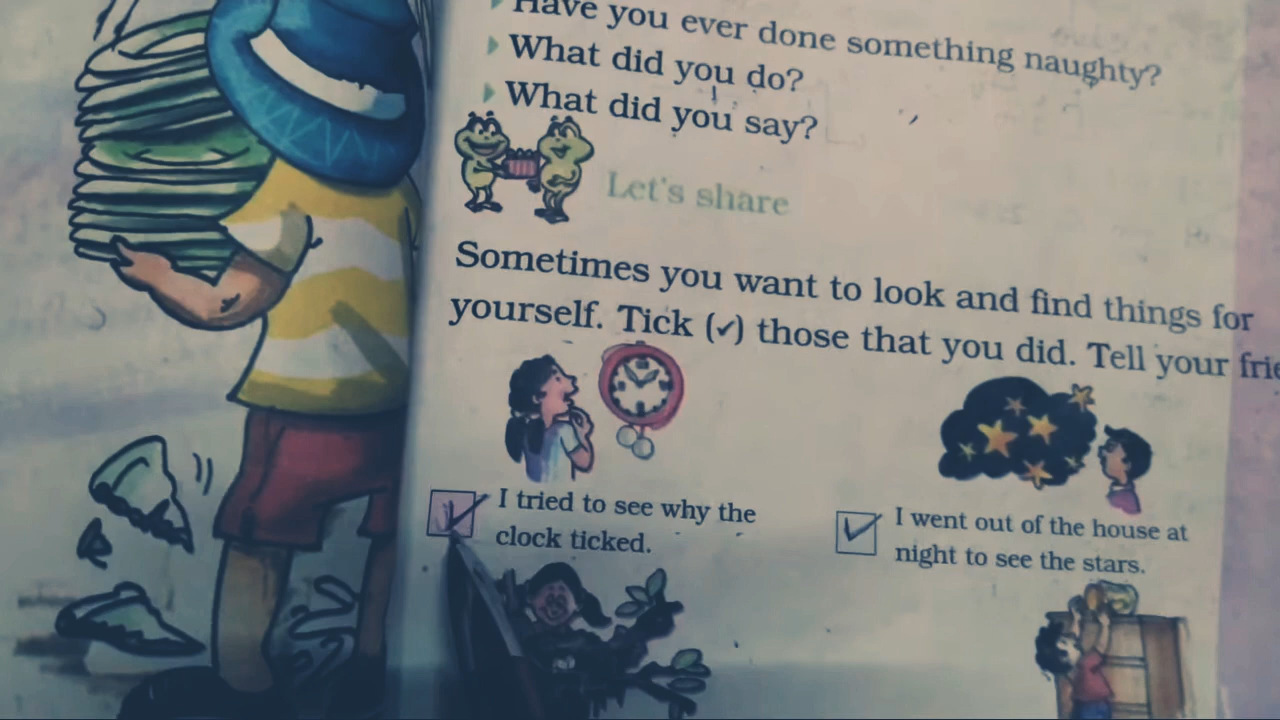 Have you ever done something naughty?
What did you do?
What did you say?
Let's share
Sometimes you want to look and find things for
yourself. Tick (✓) those that you did. Tell your
I tried to see why the
clock ticked.
I went out of the house at
night to see the stars.